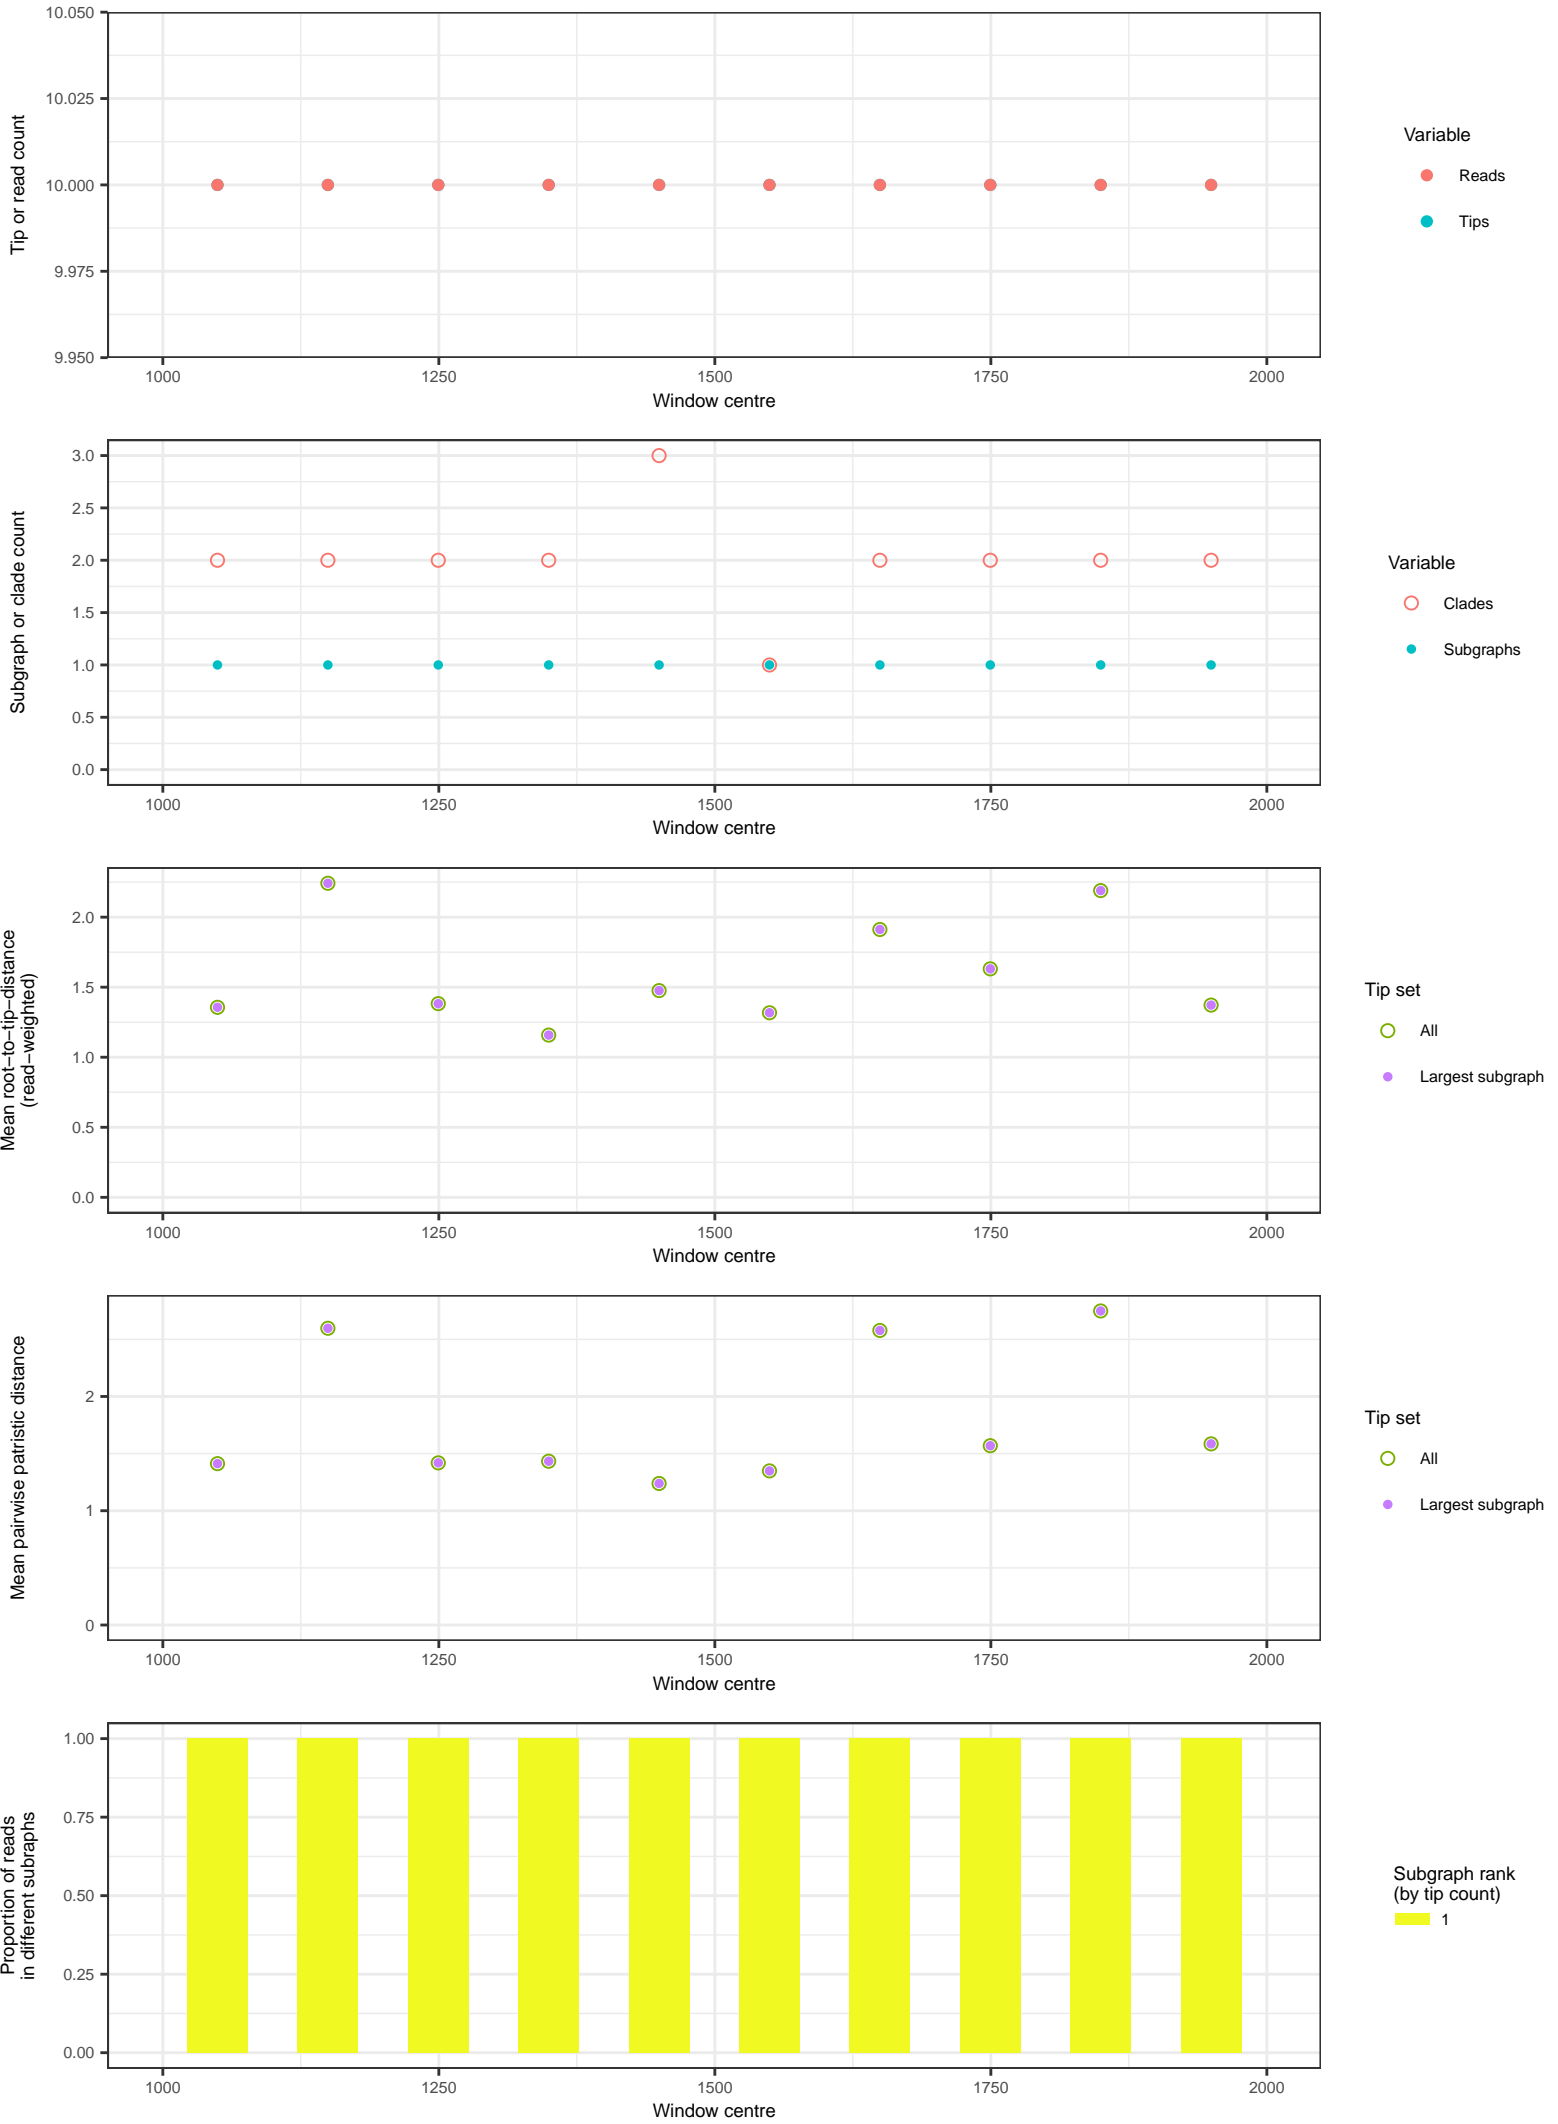 10.050
10.025
10.000
9.975
9.950
Tip or read count
1000 1250 1500 1750 2000
Window centre
Variable
Reads
Tips
3.0
2.5
2.0
1.5
1.0
0.5
0.0
Subgraph or clade count
1000 1250 1500 1750 2000
Window centre
Variable
Clades
Subgraphs
2.0
1.5
1.0
0.5
0.0
Mean root−to−tip−distance
(read−weighted)
1000 1250 1500 1750 2000
Window centre
Tip set
All
Largest subgraph
2
1
0
Mean pairwise patristic distance
1000 1250 1500 1750 2000
Window centre
Tip set
All
Largest subgraph
1.00
0.75
0.50
0.25
0.00
Proportion of reads
in different subraphs
1000 1250 1500 1750 2000
Window centre
Subgraph rank
(by tip count)
1